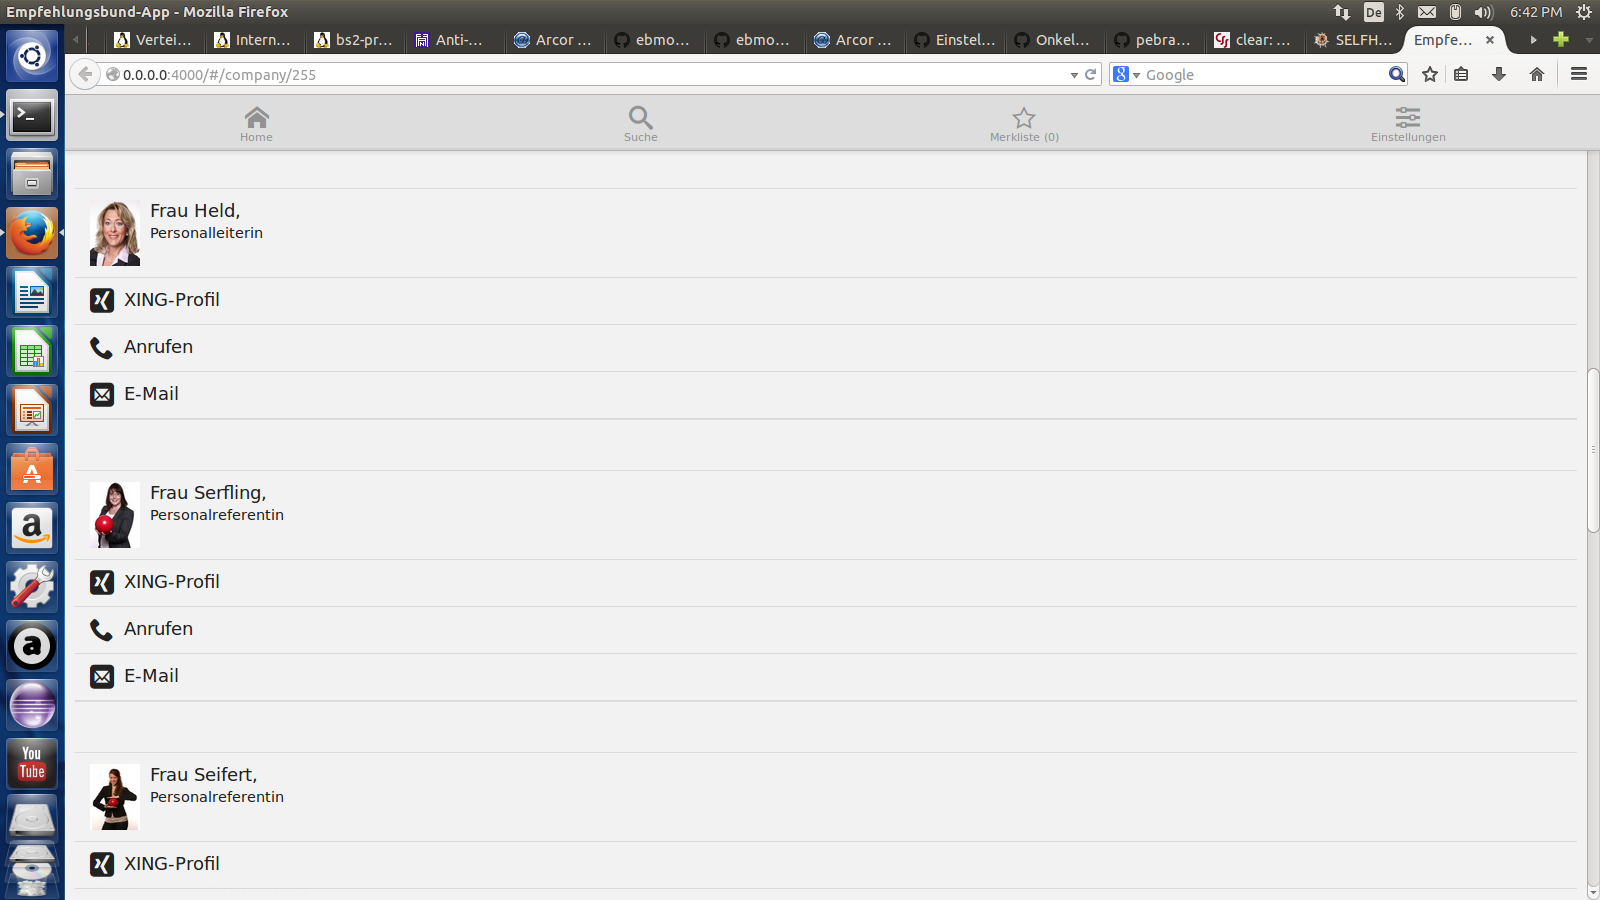 Empfehlungsbund-App - Mozilla Firefox
De
6:42 PM
Vertei...
Intern...
bs2-pr...
Anti-...
Arcor ...
ebmo...
ebmo...
Arcor ...
Einstel...
Onkel...
pebra...
clear: ...
SELFH...
Empfe...
0.0.0.0:4000/#/company/255
8
Google
Home
Suche
Merkliste (0)
Einstellungen
Frau Held,
Personalleiterin
XING-Profil
Anrufen
E-Mail
Frau Serfling,
Personalreferentin
XING-Profil
Anrufen
E-Mail
Frau Seifert,
Personalreferentin
XING-Profil
a
a
You
Tube